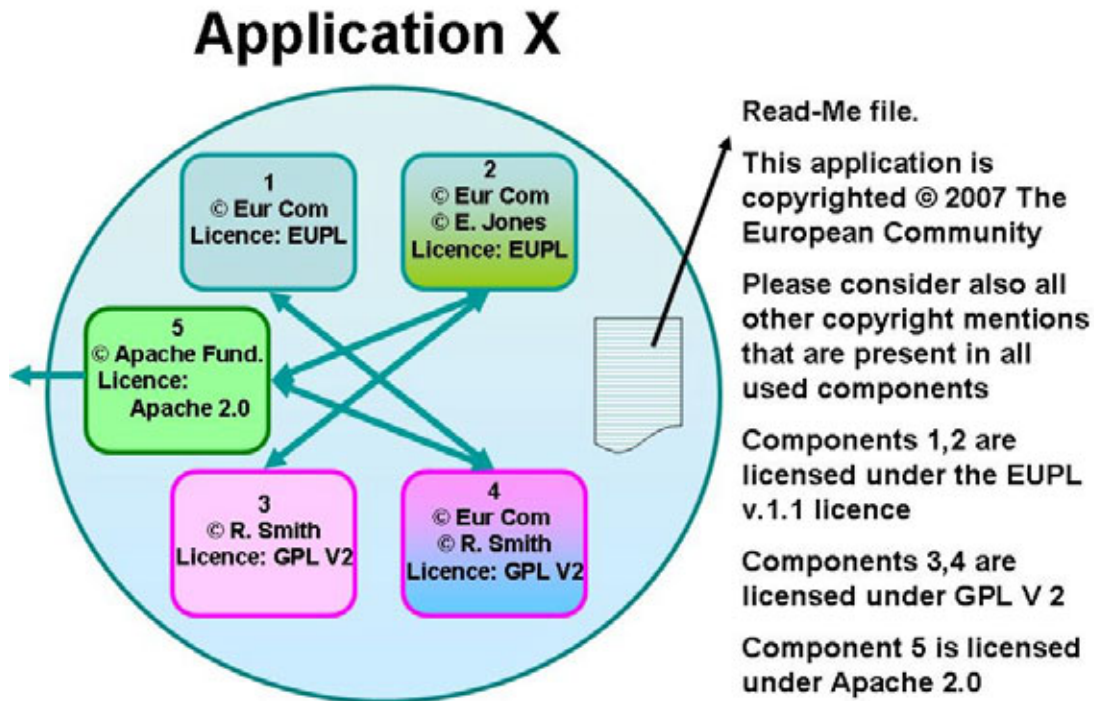 Application X
1
© Eur Com
Licence: EUPL
2
© Eur Com
© E. Jones
Licence: EUPL
5
© Apache Fund.
Licence:
Apache 2.0
3
© R. Smith
Licence: GPL V2
4
© Eur Com
© R. Smith
Licence: GPL V2
Read-Me file.
This application is
copyrighted © 2007 The
European Community
Please consider also all
other copyright mentions
that are present in all
used components
Components 1,2 are
licensed under the EUPL
v.1.1 licence
Components 3,4 are
licensed under GPL V 2
Component 5 is licensed
under Apache 2.0